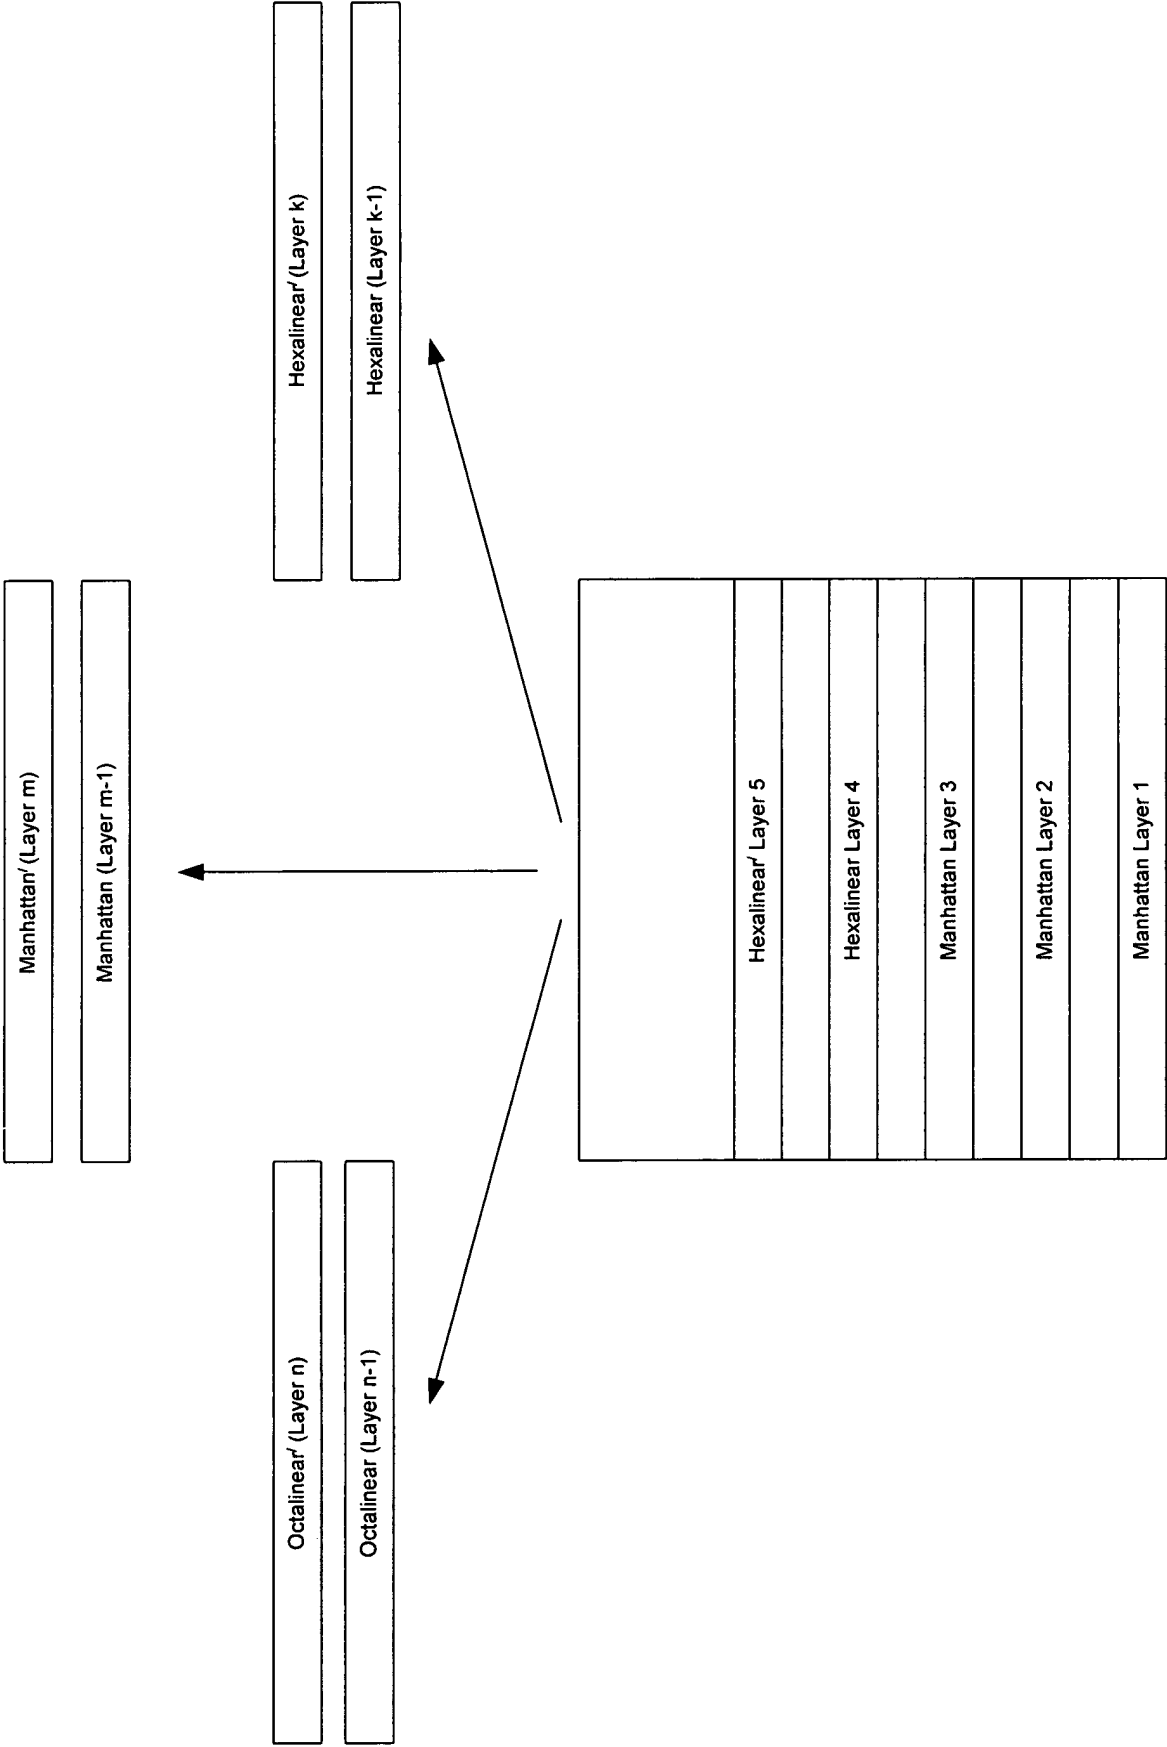 Manhattan' (Layer m)
Manhattan (Layer m-1)
Octalinear' (Layer n)
Octalinear (Layer n-1)
Hexalinear' (Layer k)
Hexalinear (Layer k-1)
Hexalinear' Layer 5
Hexalinear Layer 4
Manhattan Layer 3
Manhattan Layer 2
Manhattan Layer 1